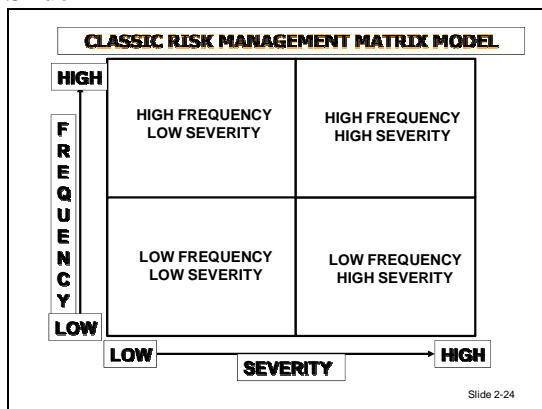 CLASSIC RISK MANAGEMENT MATRIX MODEL
HIGH
FREQUENCY
LOW
HIGH FREQUENCY
LOW SEVERITY
HIGH FREQUENCY
HIGH SEVERITY
LOW FREQUENCY
LOW SEVERITY
LOW FREQUENCY
HIGH SEVERITY
LOW
SEVERITY
HIGH
Slide 2-24